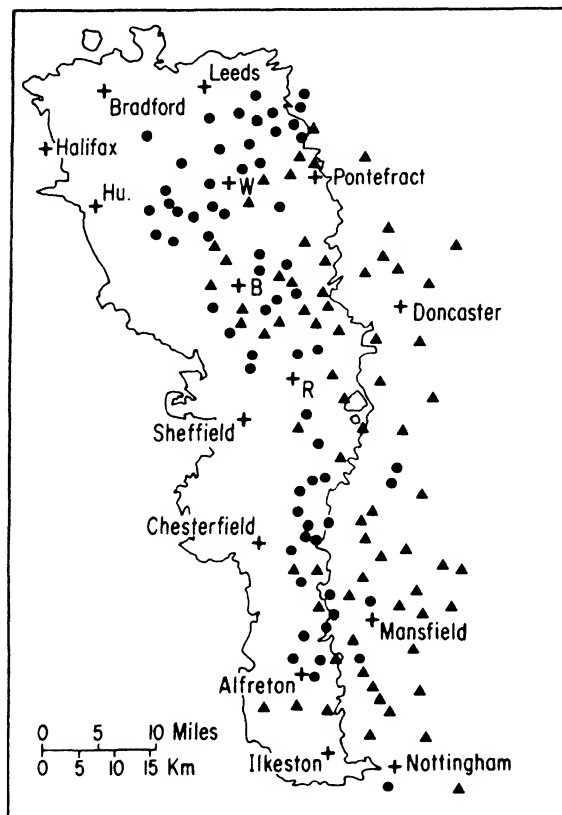 Leeds
Bradford
Halifax
W
Pontefract
Hu.
B
Doncaster
R
Sheffield
Chesterfield
Mansfield
Alfreton
0 10 Miles
0 5 10 15 Km
Ilkeston
Nottingham